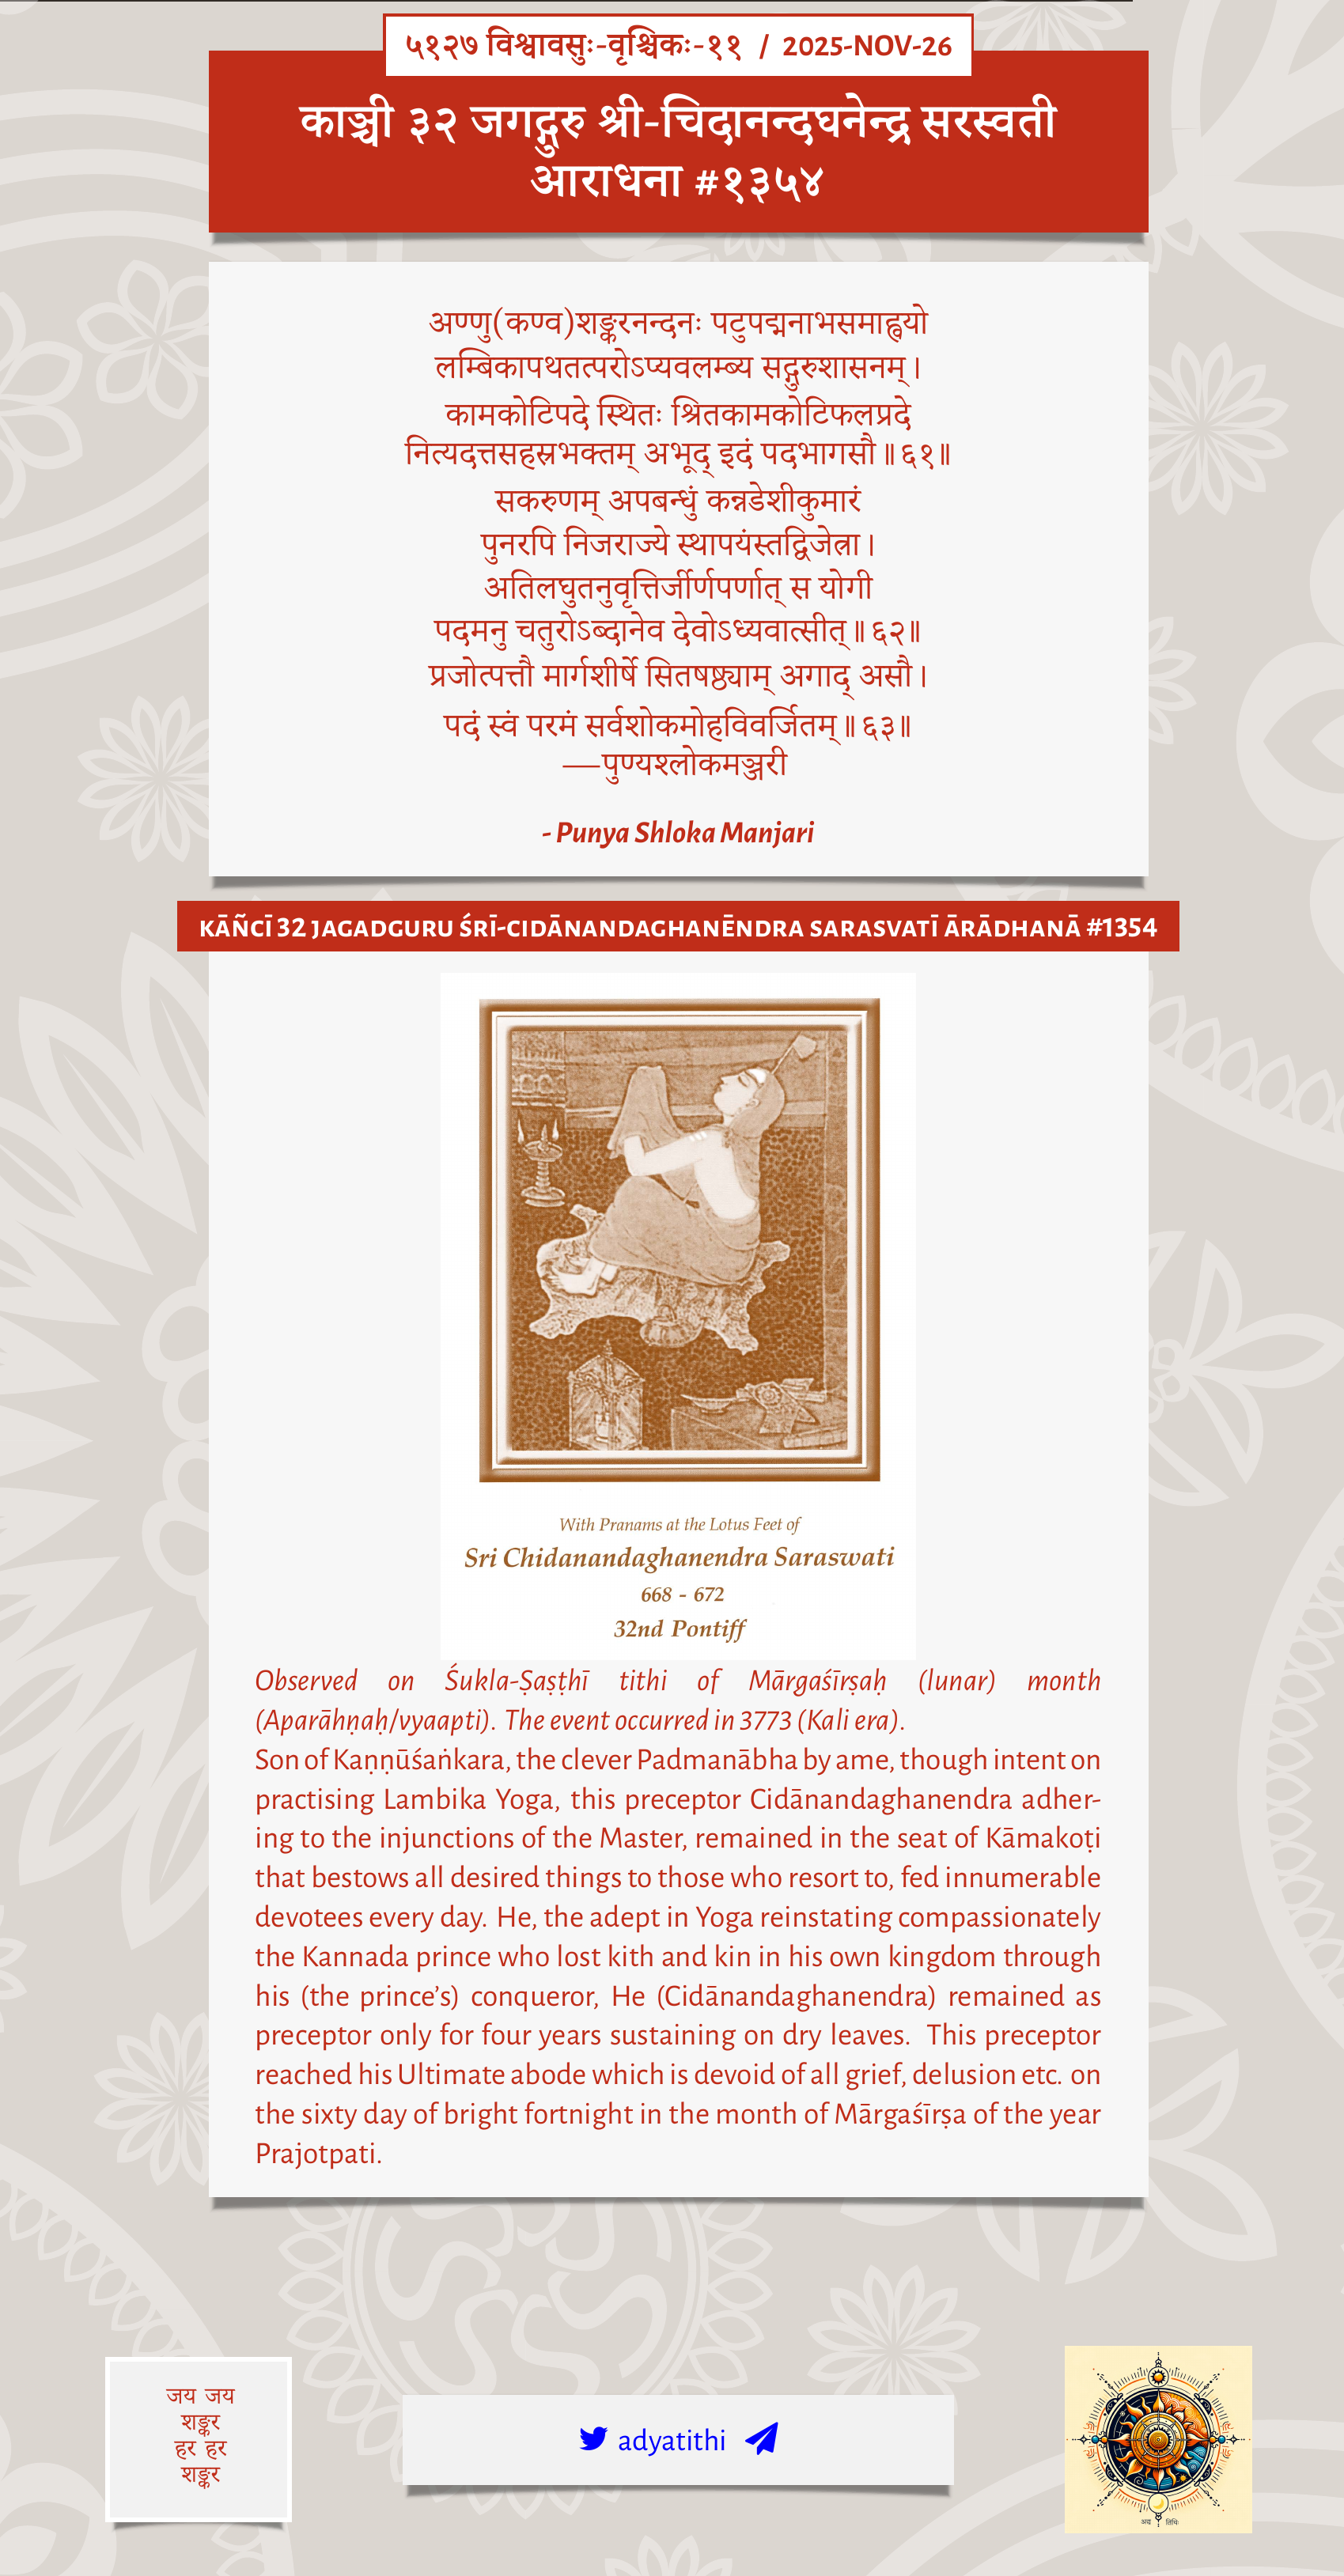 ५१२७ विश्वावसुः-वृश्चिकः-११ / 2025-NOV-26
काञ्ची ३२ जगद्गुरु श्री-चिदानन्दघनेन्द्र सरस्वती
आराधना #१३५४
अण्णु(कण्व)शङ्करनन्दनः पटुपद्मनाभसमाह्वयो
लम्बिकापथतत्परोऽप्यवलम्ब्य सद्गुरुशासनम्।
कामकोटिपदे स्थितः श्रितकामकोटिफलप्रदे
नित्यदत्तसहस्रभक्तम् अभूद् इदं पदभागसौ॥६१॥
सकरुणम् अपबन्धुं कन्नडेशीकुमारं
पुनरपि निजराज्ये स्थापयंस्तद्विजेत्रा।
अतिलघुतनुवृत्तिर्जीर्णपर्णात् स योगी
पदमनु चतुरोऽब्दानेव देवोऽध्यवात्सीत्॥६२॥
प्रजोत्पत्तौ मार्गशीर्षे सितषष्ठ्याम् अगाद् असौ।
पदं स्वं परमं सर्वशोकमोहविवर्जितम्॥६३॥
—पुण्यश्लोकमञ्जरी
- Punya Shloka Manjari
KĀÑCĪ 32 JAGADGURU ŚRĪ-CIDĀNANDAGHANĒNDRA SARASVATĪ ĀRĀDHANĀ #1354
With Pranams at the Lotus Feet of
Sri Chidanandaghanendra Saraswati
668 - 672
32nd Pontiff
Observed on Śukla-Ṣaṣṭhī tithi of Mārgaśīrṣaḥ (lunar) month
(Aparāhṇaḥ/vyaapti). The event occurred in 3773 (Kali era).
Son of Kaṇṇūśaṅkara, the clever Padmanābha by ame, though intent on
practising Lambika Yoga, this preceptor Cidānandaghanendra adher-
ing to the injunctions of the Master, remained in the seat of Kāmakoṭi
that bestows all desired things to those who resort to, fed innumerable
devotees every day. He, the adept in Yoga reinstating compassionately
the Kannada prince who lost kith and kin in his own kingdom through
his (the prince’s) conqueror, He (Cidānandaghanendra) remained as
preceptor only for four years sustaining on dry leaves. This preceptor
reached his Ultimate abode which is devoid of all grief, delusion etc. on
the sixty day of bright fortnight in the month of Mārgaśīrṣa of the year
Prajotpati.
जय जय
शङ्कर
हर हर
शङ्कर
adyatithi
अद्य तिथिः